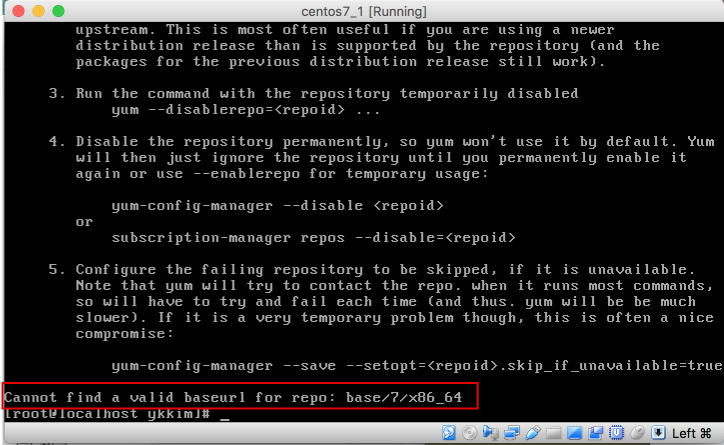 centos7_1 [Running]
upstream. This is most often useful if you are using a newer
distribution release than is supported by the repository (and the
packages for the previous distribution release still work).
3. Run the command with the repository temporarily disabled
yum --disablerepo=<repoid> ...
4. Disable the repository permanently, so yum won't use it by default. Yum
will then just ignore the repository until you permanently enable it
again or use --enablerepo for temporary usage:
yum-config-manager --disable <repoid>
or
subscription-manager repos --disable=<repoid>
5. Configure the failing repository to be skipped, if it is unavailable.
Note that yum will try to contact the repo. when it runs most commands,
so will have to try and fail each time (and thus. yum will be be much
slower). If it is a very temporary problem though, this is often a nice
compromise:
yum-config-manager --save --setopt=<repoid>.skip_if_unavailable=true
Cannot find a valid baseurl for repo: base/7/x86_64
[root@localhost ykkim]# _
Left ⌘